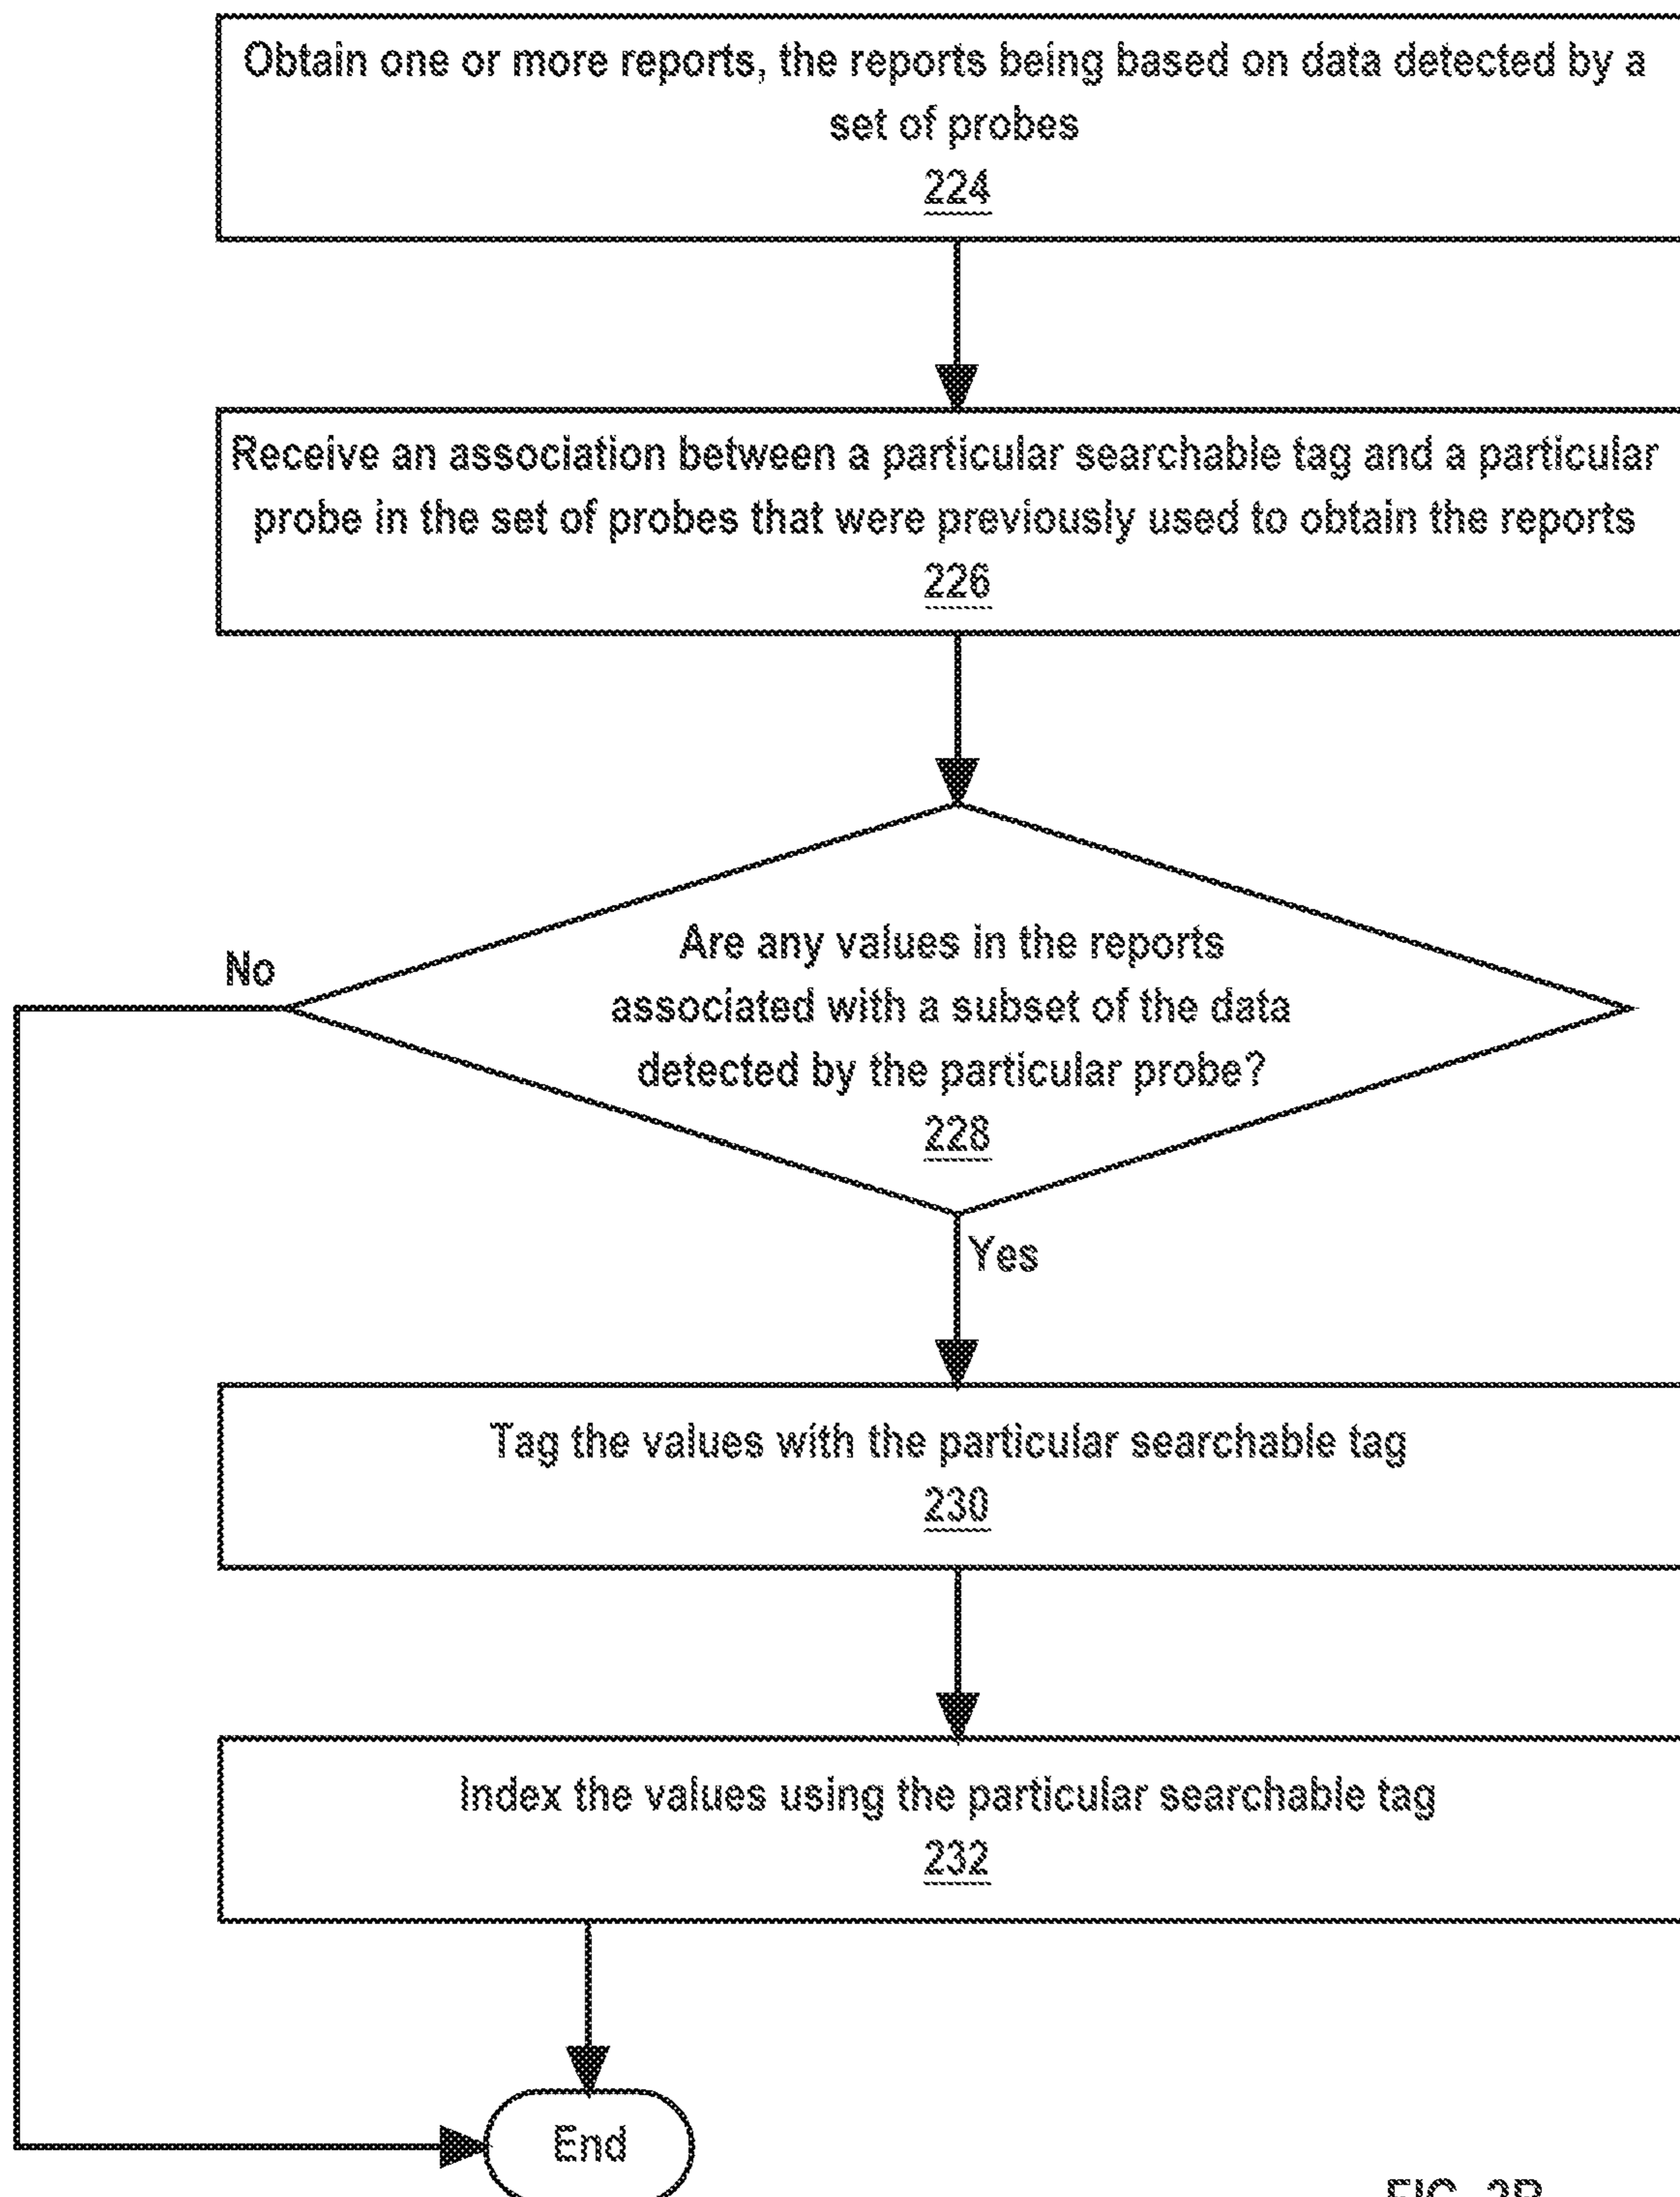 Obtain one or more reports, the reports being based on data detected by a
set of probes
224
Receive an association between a particular searchable tag and a particular
probe in the set of probes that were previously used to obtain the reports
226
Are any values in the reports
associated with a subset of the data
detected by the particular probe?
228
No
Yes
Tag the values with the particular searchable tag
230
Index the values using the particular searchable tag
232
End
FIG.